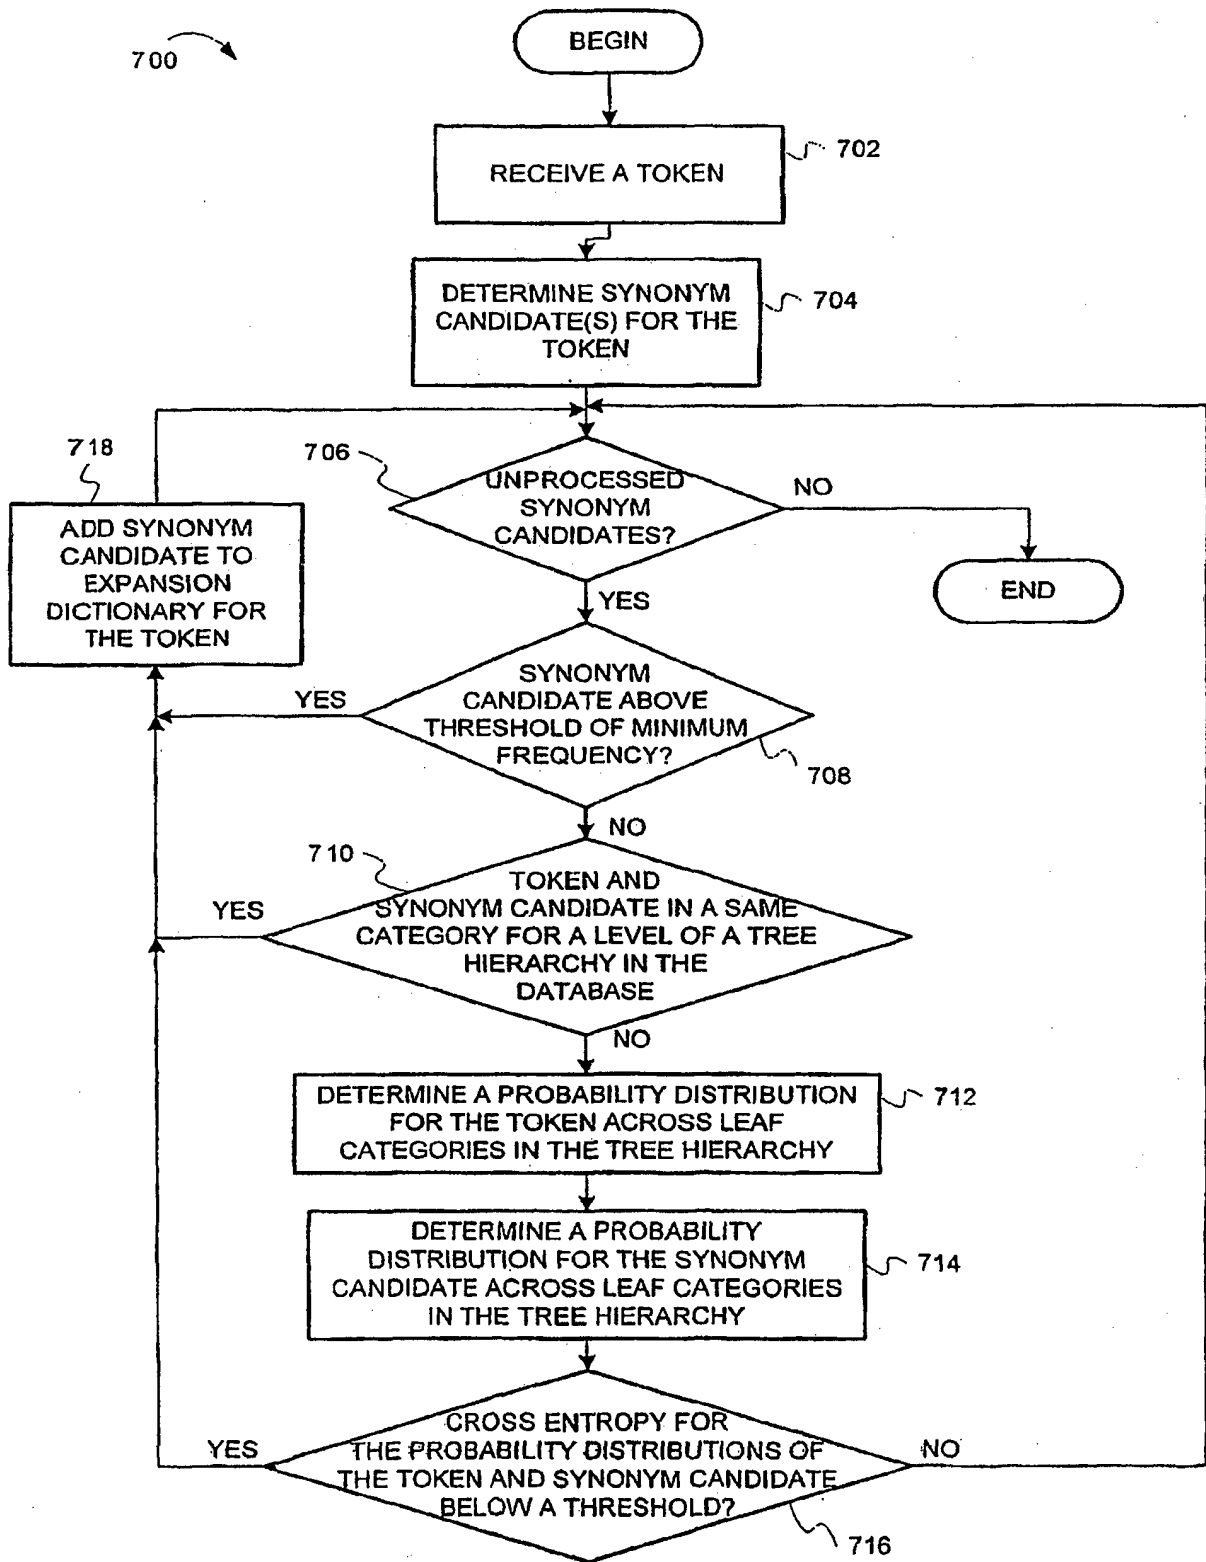 700
BEGIN
RECEIVE A TOKEN
702
DETERMINE SYNONYM
CANDIDATE(S) FOR THE
TOKEN
704
706
UNPROCESSED
SYNONYM
CANDIDATES?
NO
END
YES
718
ADD SYNONYM
CANDIDATE TO
EXPANSION
DICTIONARY FOR
THE TOKEN
SYNONYM
CANDIDATE ABOVE
THRESHOLD OF MINIMUM
FREQUENCY?
YES
708
NO
710
TOKEN AND
SYNONYM CANDIDATE IN A SAME
CATEGORY FOR A LEVEL OF A TREE
HIERARCHY IN THE
DATABASE
YES
NO
DETERMINE A PROBABILITY DISTRIBUTION
FOR THE TOKEN ACROSS LEAF
CATEGORIES IN THE TREE HIERARCHY
712
DETERMINE A PROBABILITY
DISTRIBUTION FOR THE SYNONYM
CANDIDATE ACROSS LEAF CATEGORIES
IN THE TREE HIERARCHY
714
CROSS ENTROPY FOR
THE PROBABILITY DISTRIBUTIONS OF
THE TOKEN AND SYNONYM CANDIDATE
BELOW A THRESHOLD?
YES
NO
716